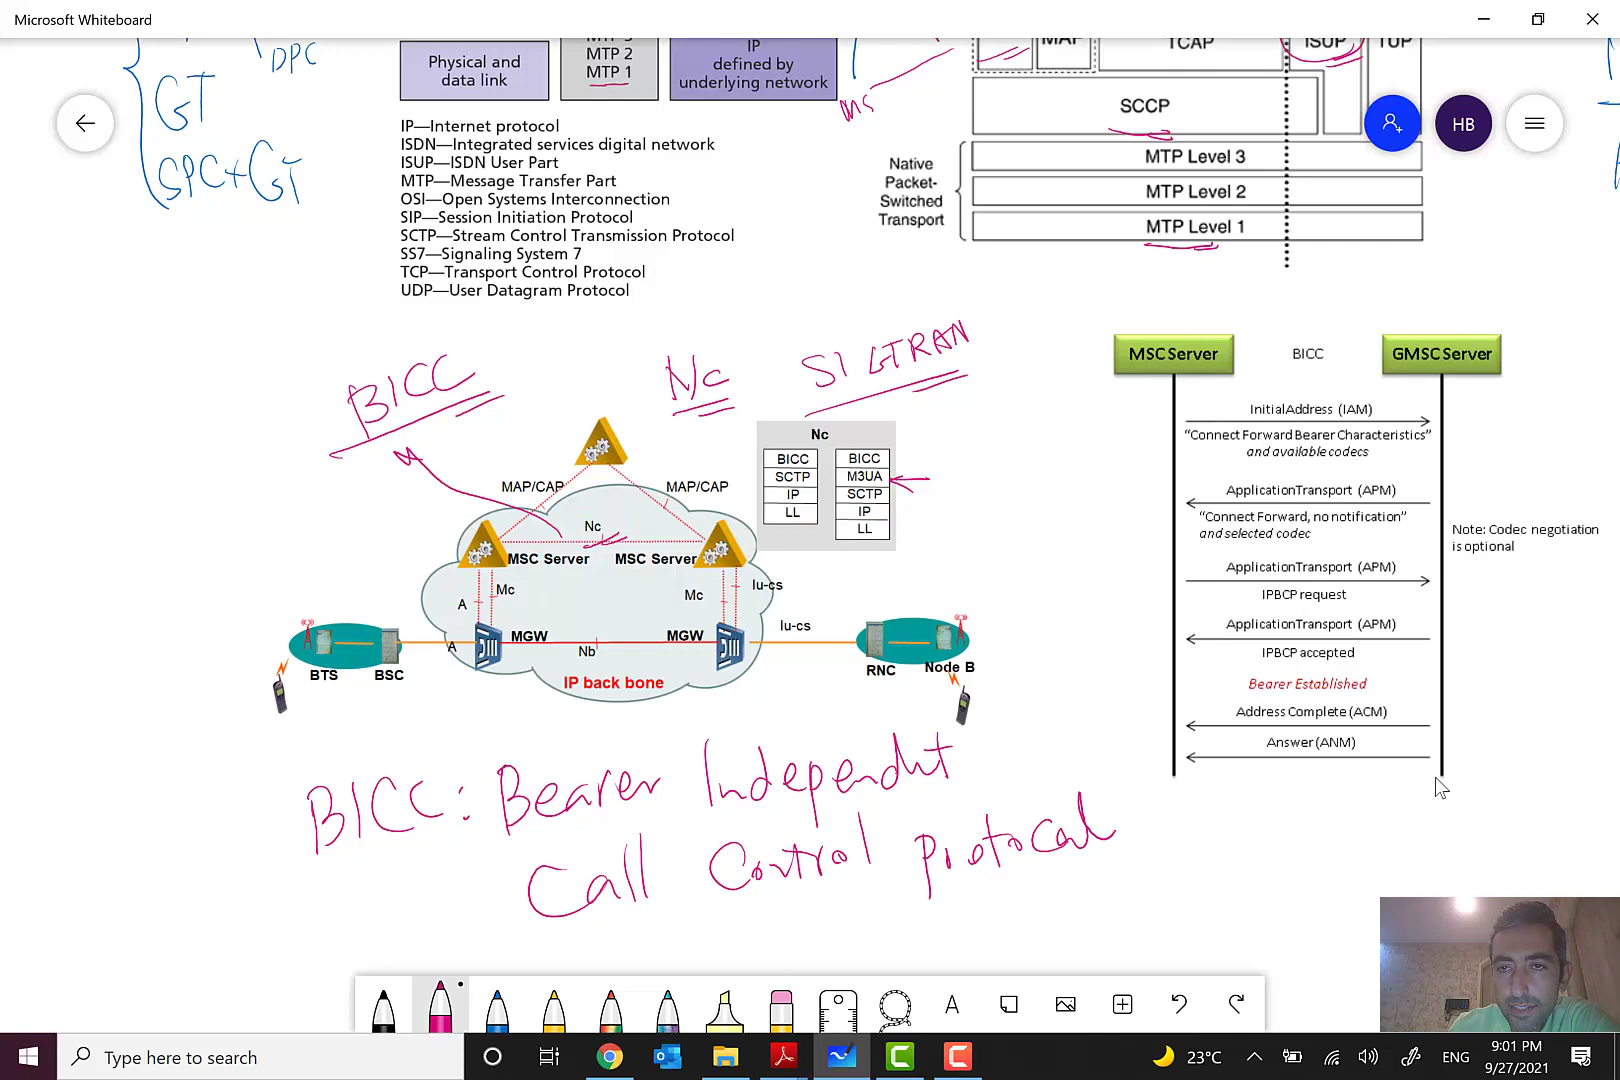 Microsoft Whiteboard
DPC
GT
SPC+GT
Physical and
data link
MTP 2
MTP 1
IP
defined by
underlying network
MS
MAP
TCAP
ISUP
TUP
SCCP
HB
Native
Packet-
Switched
Transport
MTP Level 3
MTP Level 2
MTP Level 1
IP—Internet protocol
ISDN—Integrated services digital network
ISUP—ISDN User Part
MTP—Message Transfer Part
OSI—Open Systems Interconnection
SIP—Session Initiation Protocol
SCTP—Stream Control Transmission Protocol
SS7—Signaling System 7
TCP—Transport Control Protocol
UDP—User Datagram Protocol
BICC
Nc
SIGTRAN
Nc
BICC
SCTP
IP
LL
BICC
M3UA
SCTP
IP
LL
MAP/CAP
MAP/CAP
Nc
MSC Server
MSC Server
A
Mc
Mc
Iu-cs
A
MGW
MGW
Iu-cs
Nb
BTS
BSC
RNC
Node B
IP back bone
MSC Server
BICC
GMSC Server
InitialAddress (IAM)
“Connect Forward Bearer Characteristics”
and available codecs
ApplicationTransport (APM)
“Connect Forward, no notification”
and selected codec
Note: Codec negotiation
is optional
ApplicationTransport (APM)
IPBCP request
ApplicationTransport (APM)
IPBCP accepted
Bearer Established
Address Complete (ACM)
Answer (ANM)
BICC: Bearer Independnt
Call Control Protocal
A
Type here to search
23°C
ENG
9:01 PM
9/27/2021